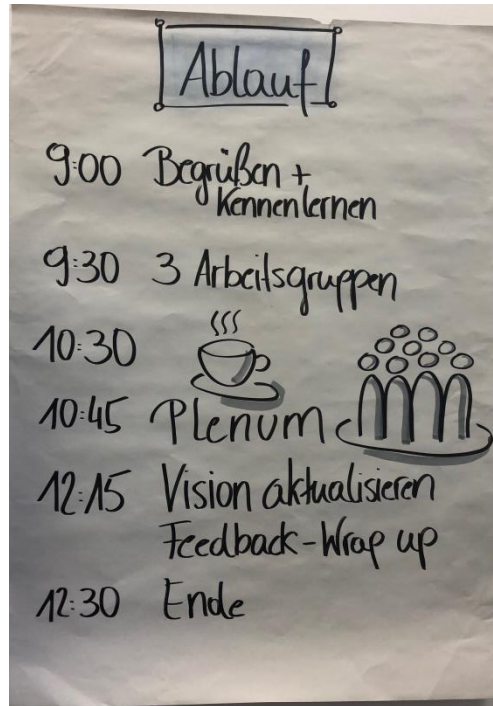 Ablauf
9:00 Begrüßen +
Kennenlernen
9:30 3 Arbeitsgruppen
10:30
10:45 Plenum
12:15 Vision aktualisieren
Feedback-Wrap up
12:30 Ende